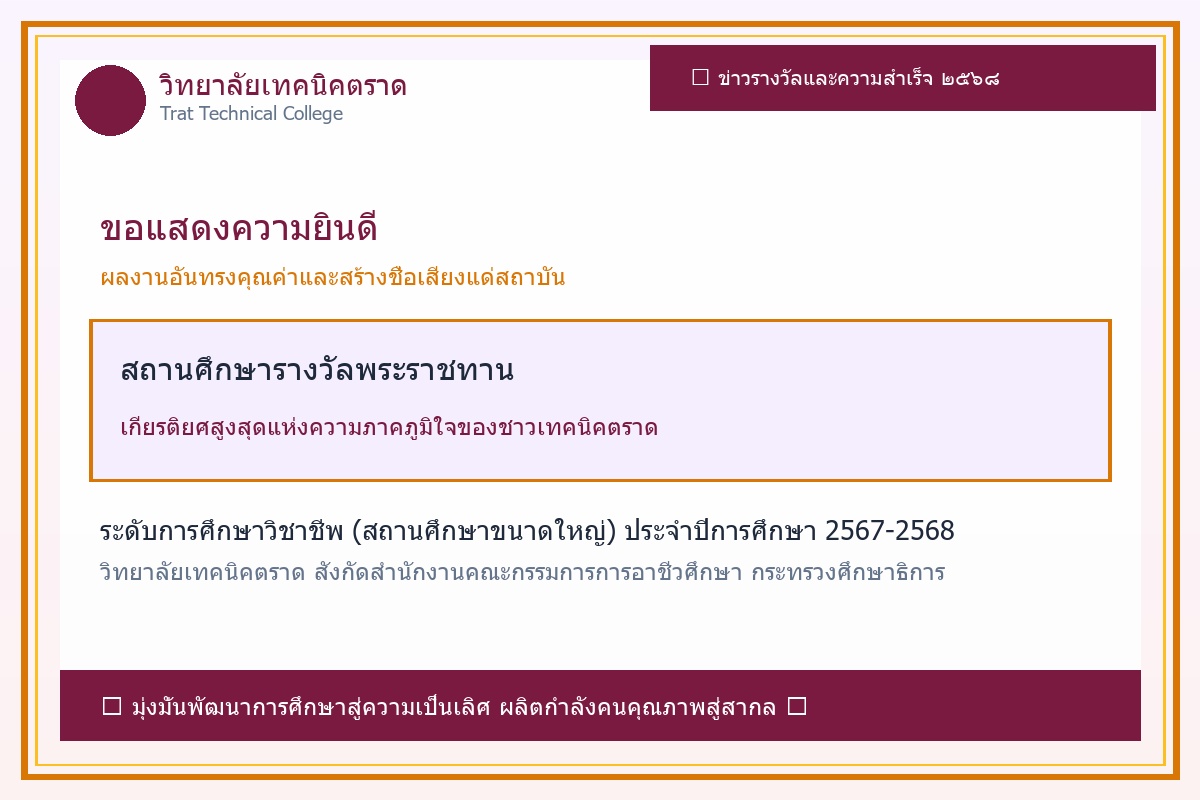 วิทยาลัยเทคนิคตราด
Trat Technical College
ข่าวรางวัลและความสำเร็จ ๒๕๖๘
ขอแสดงความยินดี
ผลงานอันทรงคุณค่าและสร้างชื่อเสียงแด่สถาบัน
สถานศึกษารางวัลพระราชทาน
เกียรติยศสูงสุดแห่งความภาคภูมิใจของชาวเทคนิคตราด
ระดับการศึกษาวิชาชีพ (สถานศึกษาขนาดใหญ่) ประจำปีการศึกษา 2567-2568
วิทยาลัยเทคนิคตราด สังกัดสำนักงานคณะกรรมการการอาชีวศึกษา กระทรวงศึกษาธิการ
มุ่งมั่นพัฒนาการศึกษาสู่ความเป็นเลิศ ผลิตกำลังคนคุณภาพสู่สากล